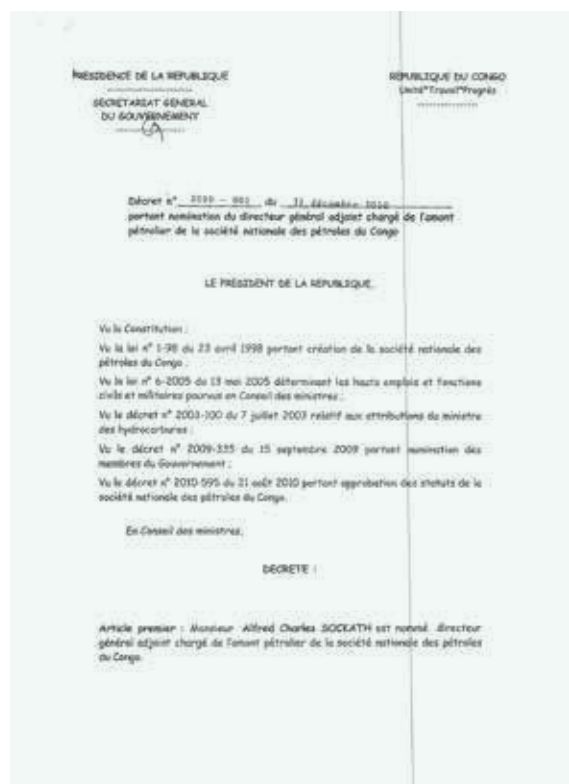 PRESIDENCE DE LA REPUBLIQUE
SECRETARIAT GENERAL
DU GOUVERNEMENT
REPUBLIQUE DU CONGO
Unité*Travail*Progrès
Décret n° 2010 - 801 du 31 décembre 2010
portant nomination du directeur général adjoint chargé de l'amont
pétrolier de la société nationale des pétroles du Congo
LE PRESIDENT DE LA REPUBLIQUE,
Vu la Constitution ;
Vu la loi n° 1-98 du 23 avril 1998 portant création de la société nationale des
pétroles du Congo ;
Vu la loi n° 6-2005 du 13 mai 2005 déterminant les hauts emplois et fonctions
civils et militaires pourvus en Conseil des ministres ;
Vu le décret n° 2003-100 du 7 juillet 2003 relatif aux attributions du ministre
des hydrocarbures ;
Vu le décret n° 2009-335 du 15 septembre 2009 portant nomination des
membres du Gouvernement ;
Vu le décret n° 2010-595 du 21 août 2010 portant approbation des statuts de la
société nationale des pétroles du Congo.
En Conseil des ministres,
DECRETE :
Article premier : Monsieur Alfred Charles SOCKATH est nommé directeur
général adjoint chargé de l'amont pétrolier de la société nationale des pétroles
du Congo.